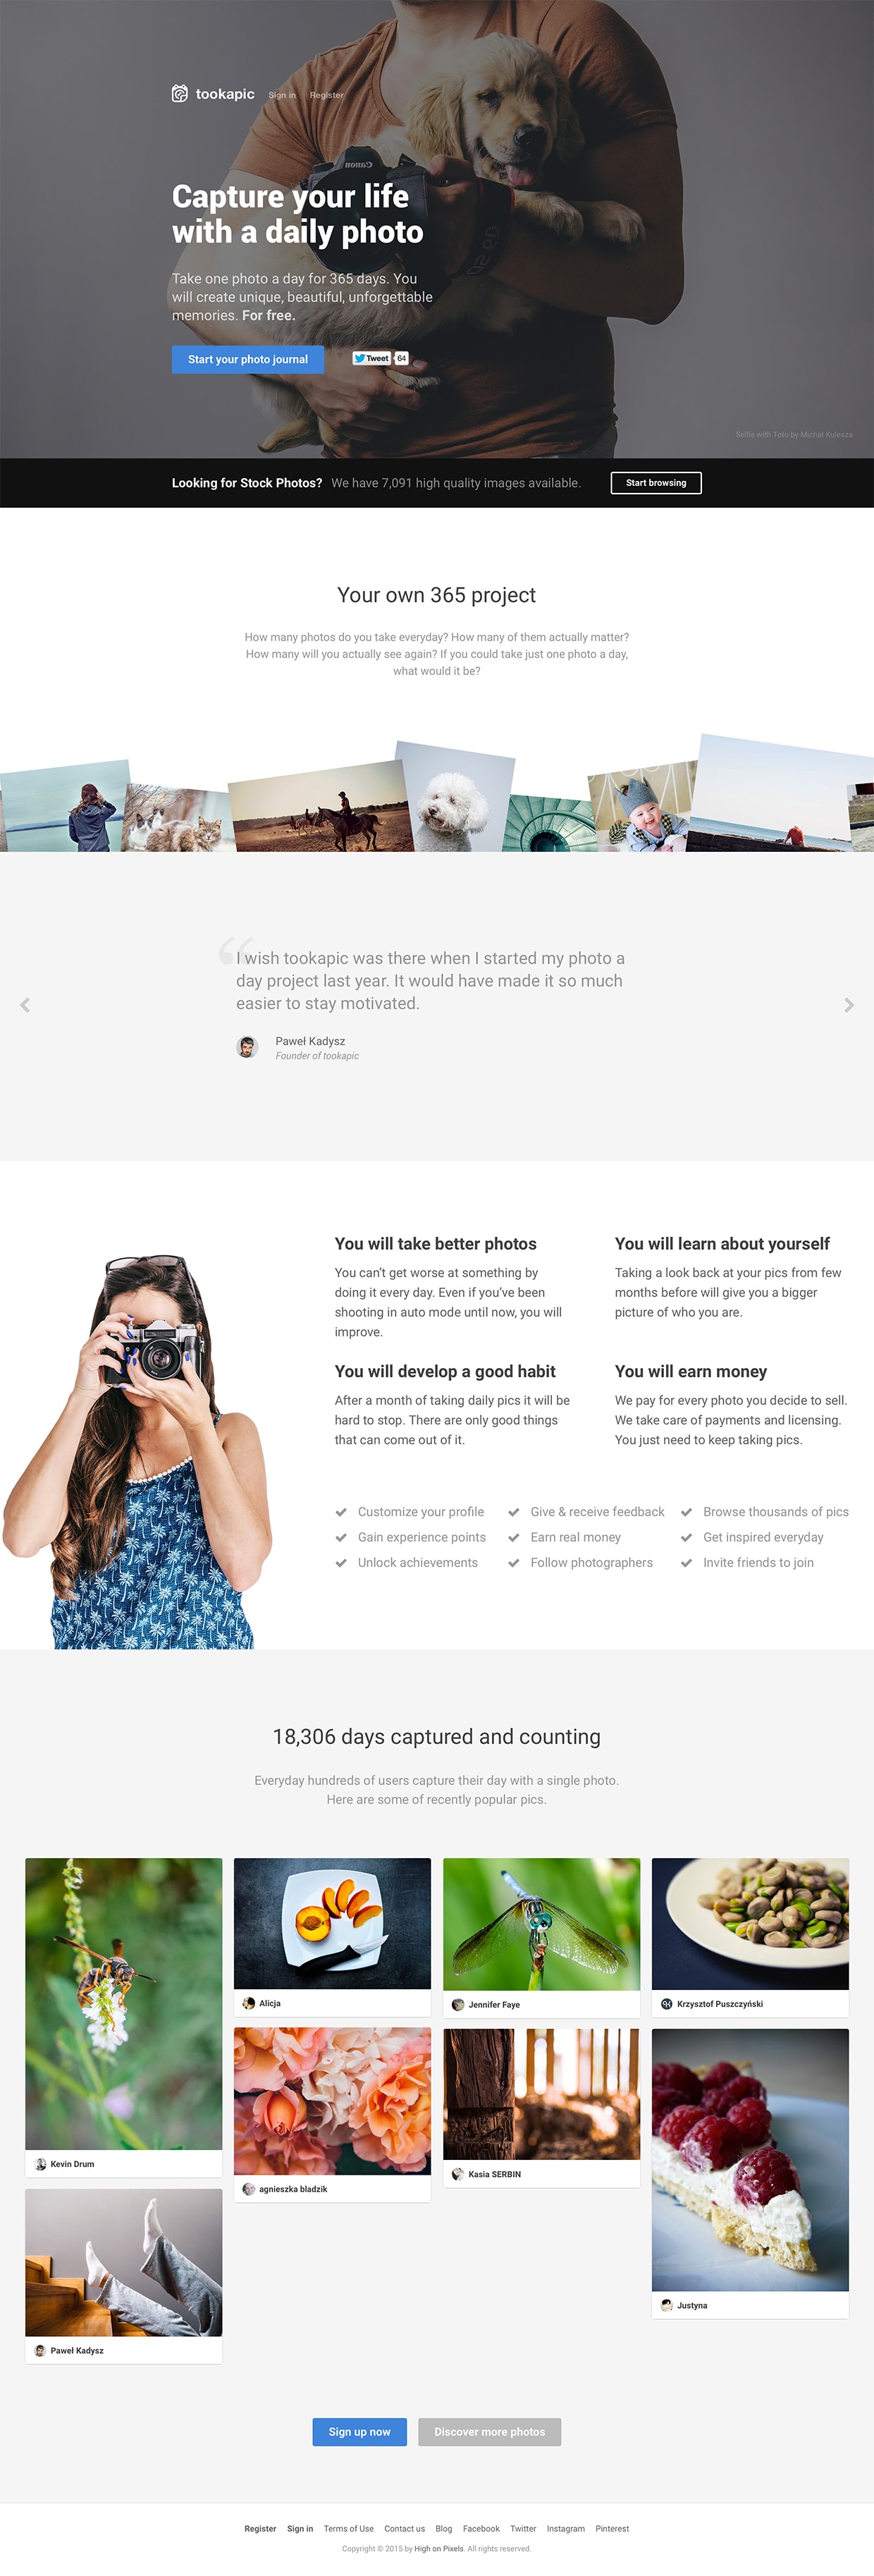 tookapic Sign in Register
Canon
Capture your life
with a daily photo
Take one photo a day for 365 days. You
will create unique, beautiful, unforgettable
memories. For free.
Start your photo journal Tweet 64
Selfie with Toto by Michał Kulesza
Looking for Stock Photos? We have 7,091 high quality images available. Start browsing
Your own 365 project
How many photos do you take everyday? How many of them actually matter?
How many will you actually see again? If you could take just one photo a day,
what would it be?
“
I wish tookapic was there when I started my photo a
day project last year. It would have made it so much
easier to stay motivated.
Paweł Kadysz
Founder of tookapic
You will take better photos
You can’t get worse at something by
doing it every day. Even if you’ve been
shooting in auto mode until now, you will
improve.
You will learn about yourself
Taking a look back at your pics from few
months before will give you a bigger
picture of who you are.
You will develop a good habit
After a month of taking daily pics it will be
hard to stop. There are only good things
that can come out of it.
You will earn money
We pay for every photo you decide to sell.
We take care of payments and licensing.
You just need to keep taking pics.
Customize your profile Give & receive feedback Browse thousands of pics
Gain experience points Earn real money Get inspired everyday
Unlock achievements Follow photographers Invite friends to join
18,306 days captured and counting
Everyday hundreds of users capture their day with a single photo.
Here are some of recently popular pics.
Alicja
Jennifer Faye
Krzysztof Puszczyński
Kevin Drum
agnieszka bladzik
Kasia SERBIN
Justyna
Paweł Kadysz
Sign up now Discover more photos
Register Sign in Terms of Use Contact us Blog Facebook Twitter Instagram Pinterest
Copyright © 2015 by High on Pixels. All rights reserved.